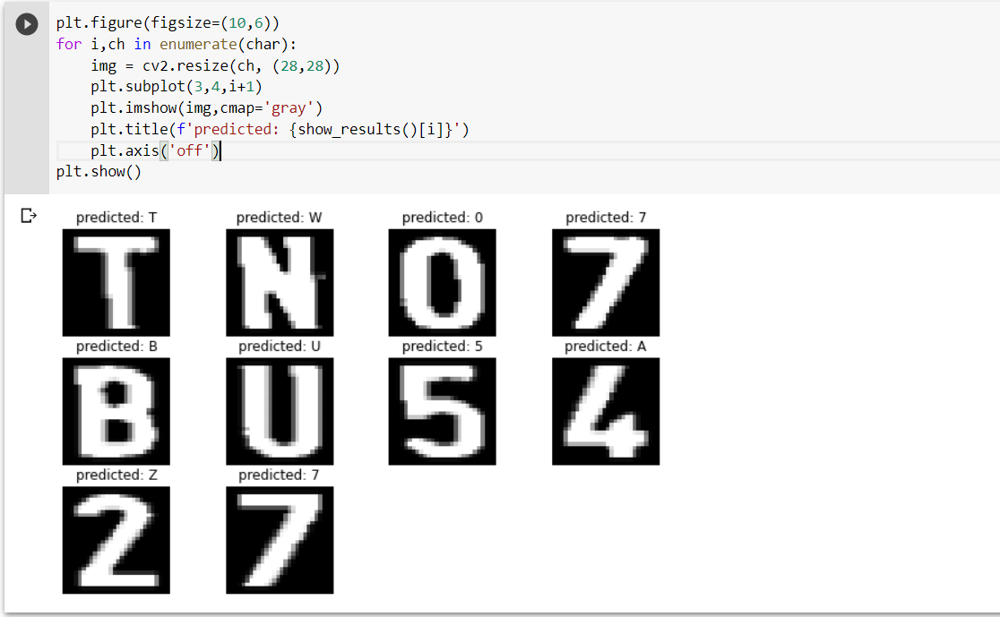 plt.figure(figsize=(10,6))
for i,ch in enumerate(char):
    img = cv2.resize(ch, (28,28))
    plt.subplot(3,4,i+1)
    plt.imshow(img,cmap='gray')
    plt.title(f'predicted: {show_results()[i]}')
    plt.axis('off')
plt.show()
predicted: T predicted: W predicted: 0 predicted: 7
T N 0 7
predicted: B predicted: U predicted: 5 predicted: A
B U 5 4
predicted: Z predicted: 7
2 7